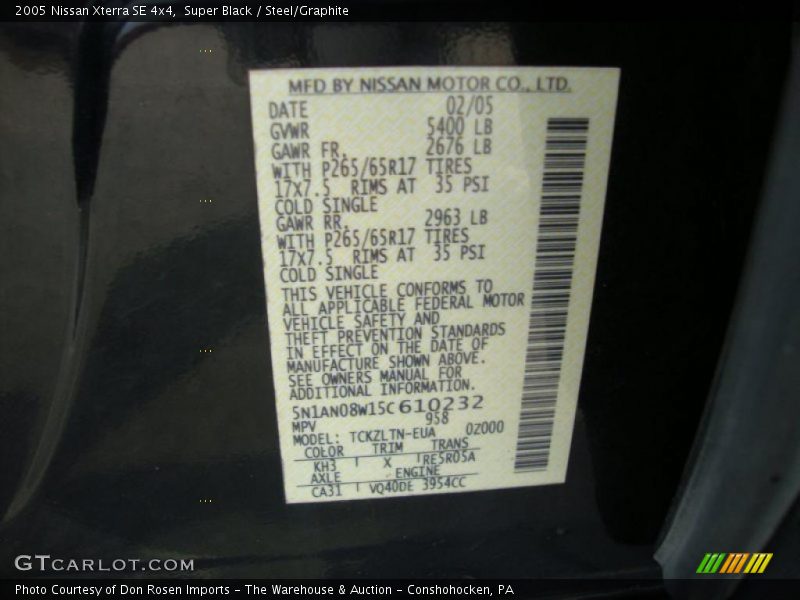 2005 Nissan Xterra SE 4x4, Super Black / Steel/Graphite
MFD BY NISSAN MOTOR CO., LTD.
DATE 02/05
GVWR 5400 LB
GAWR FR. 2676 LB
WITH P265/65R17 TIRES
17X7.5 RIMS AT 35 PSI
COLD SINGLE
GAWR RR. 2963 LB
WITH P265/65R17 TIRES
17X7.5 RIMS AT 35 PSI
COLD SINGLE
THIS VEHICLE CONFORMS TO
ALL APPLICABLE FEDERAL MOTOR
VEHICLE SAFETY AND
THEFT PREVENTION STANDARDS
IN EFFECT ON THE DATE OF
MANUFACTURE SHOWN ABOVE.
SEE OWNERS MANUAL FOR
ADDITIONAL INFORMATION.
5N1AN08W15C610232
MPV 958
MODEL: TCKZLTN-EUA 0Z000
COLOR TRIM TRANS
KH3 X RE5R05A
AXLE ENGINE
CA31 VQ40DE 3954CC
GTCARLOT.COM
Photo Courtesy of Don Rosen Imports - The Warehouse & Auction - Conshohocken, PA